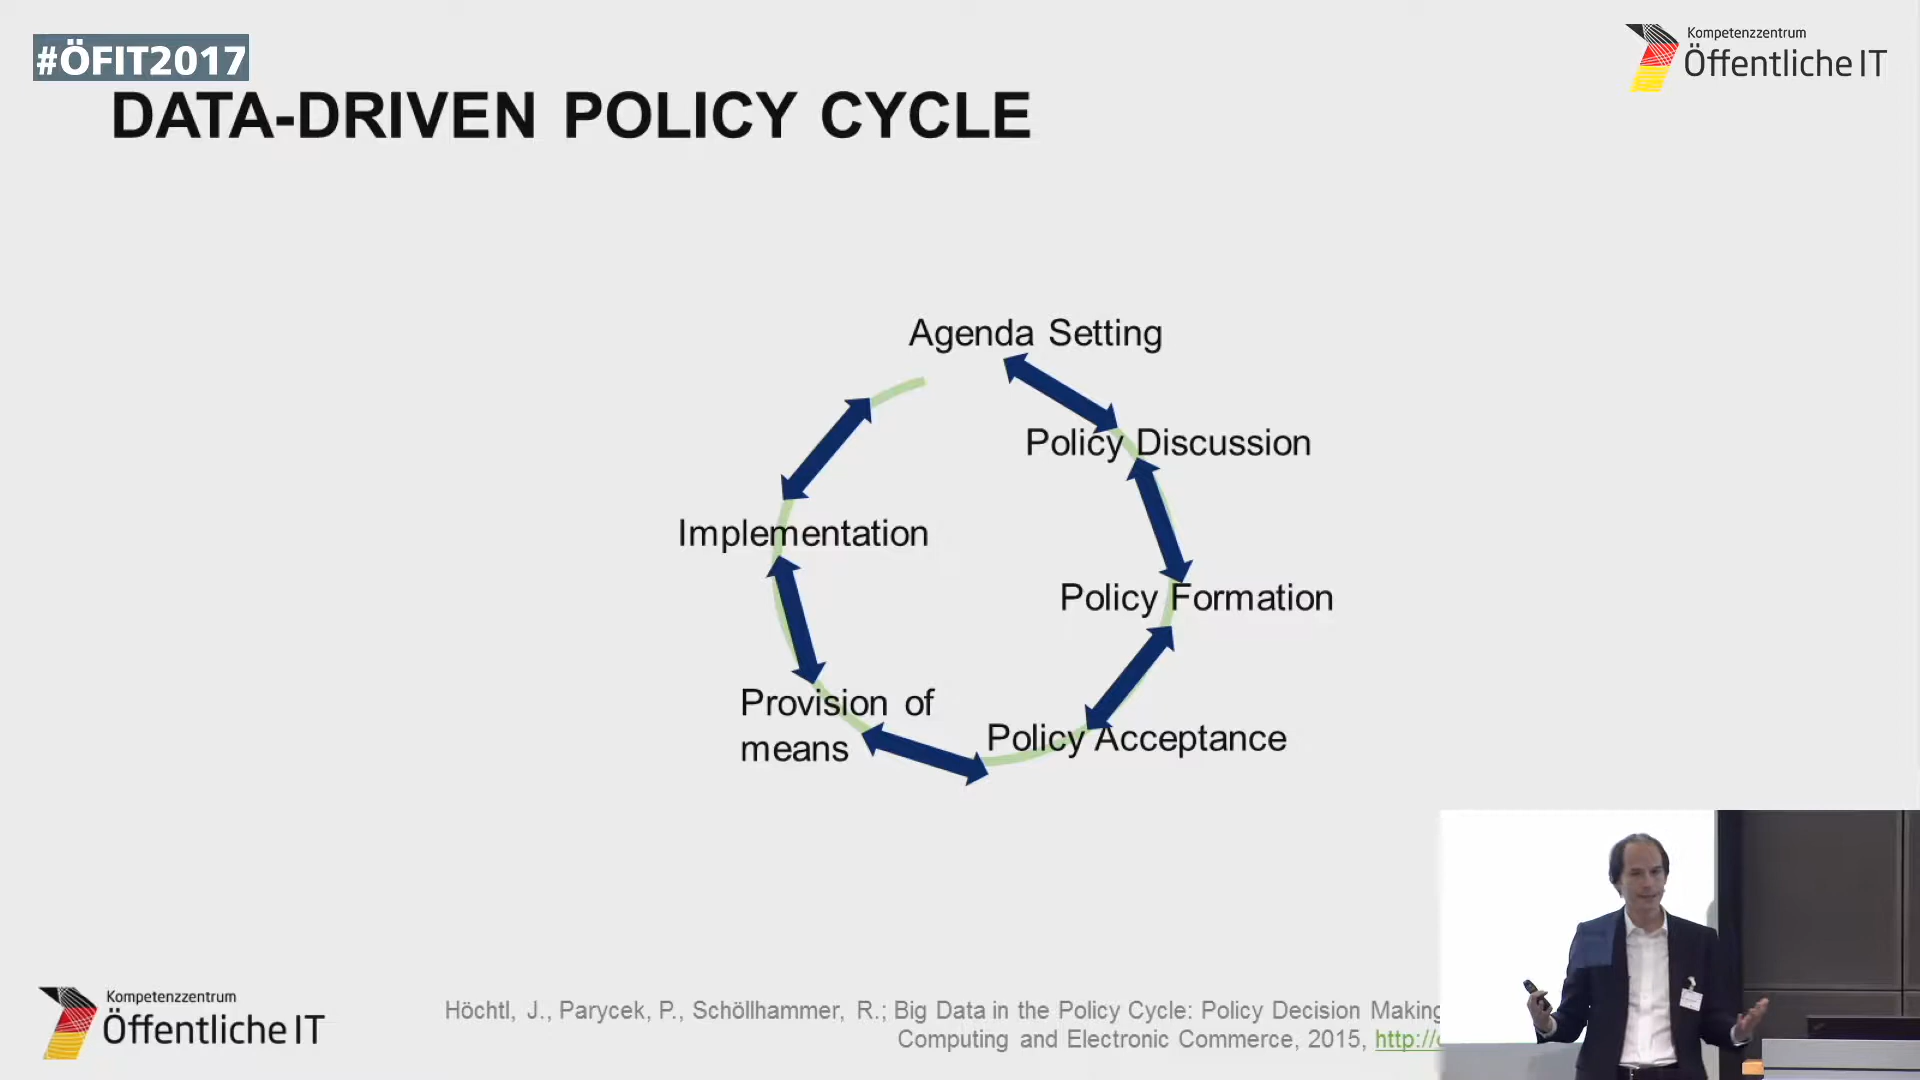 #ÖFIT2017
Kompetenzzentrum
Öffentliche IT
DATA-DRIVEN POLICY CYCLE
Agenda Setting
Policy Discussion
Implementation
Policy Formation
Provision of
means
Policy Acceptance
Kompetenzzentrum
Öffentliche IT
Höchtl, J., Parycek, P., Schöllhammer, R.; Big Data in the Policy Cycle: Policy Decision Making
Computing and Electronic Commerce, 2015, http://